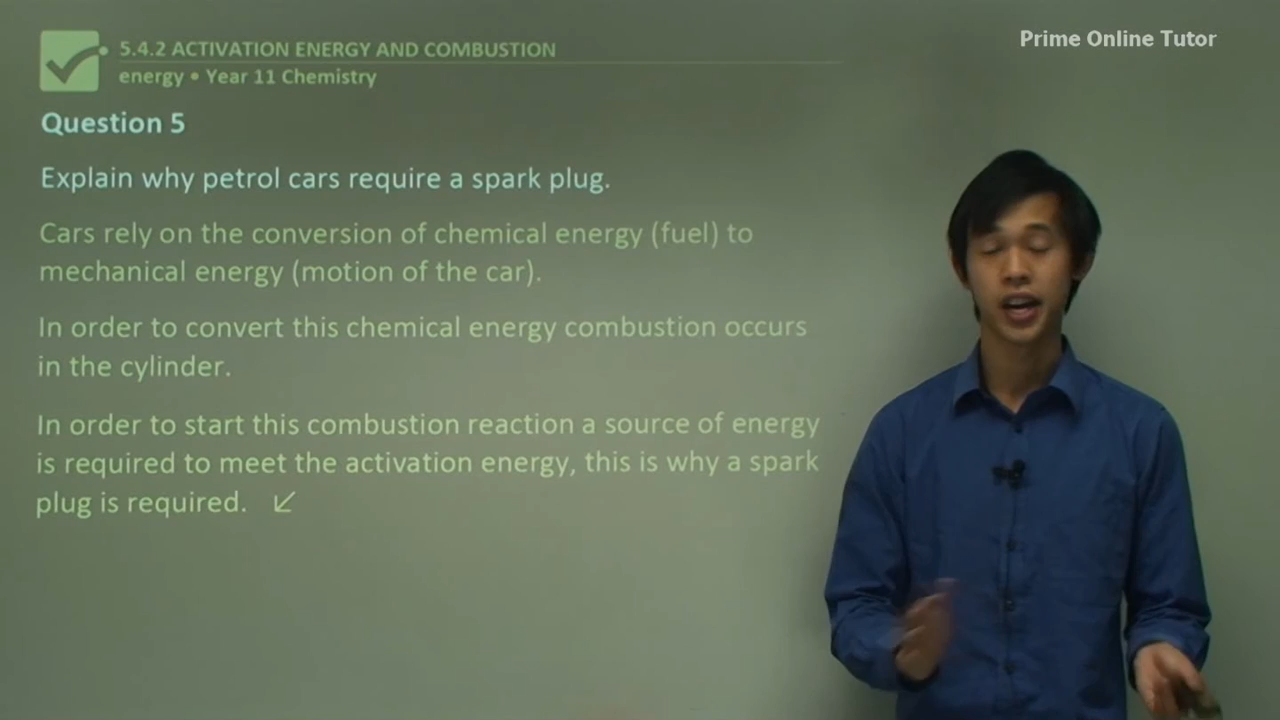 Prime Online Tutor
5.4.2 ACTIVATION ENERGY AND COMBUSTION
energy • Year 11 Chemistry
Question 5
Explain why petrol cars require a spark plug.
Cars rely on the conversion of chemical energy (fuel) to
mechanical energy (motion of the car).
In order to convert this chemical energy combustion occurs
in the cylinder.
In order to start this combustion reaction a source of energy
is required to meet the activation energy, this is why a spark
plug is required.